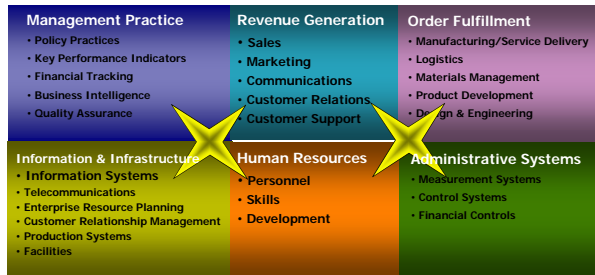 Management Practice
• Policy Practices
• Key Performance Indicators
• Financial Tracking
• Business Intelligence
• Quality Assurance
Revenue Generation
• Sales
• Marketing
• Communications
• Customer Relations
• Customer Support
Order Fulfillment
• Manufacturing/Service Delivery
• Logistics
• Materials Management
• Product Development
• Design & Engineering
Information & Infrastructure
• Information Systems
• Telecommunications
• Enterprise Resource Planning
• Customer Relationship Management
• Production Systems
• Facilities
Human Resources
• Personnel
• Skills
• Development
Administrative Systems
• Measurement Systems
• Control Systems
• Financial Controls